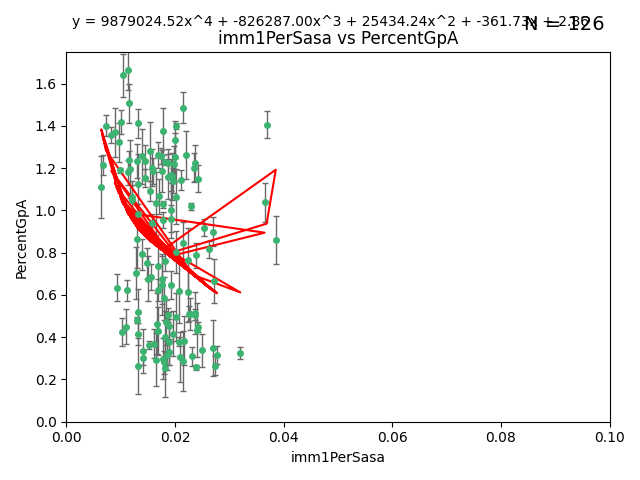 y = 9879024.52x^4 + -826287.00x^3 + 25434.24x^2 + -361.73x +
N = 126
imm1PerSasa vs PercentGpA
PercentGpA
1.6
1.4
1.2
1.0
0.8
0.6
0.4
0.2
0.0
0.00 0.02 0.04 0.06 0.08 0.10
imm1PerSasa